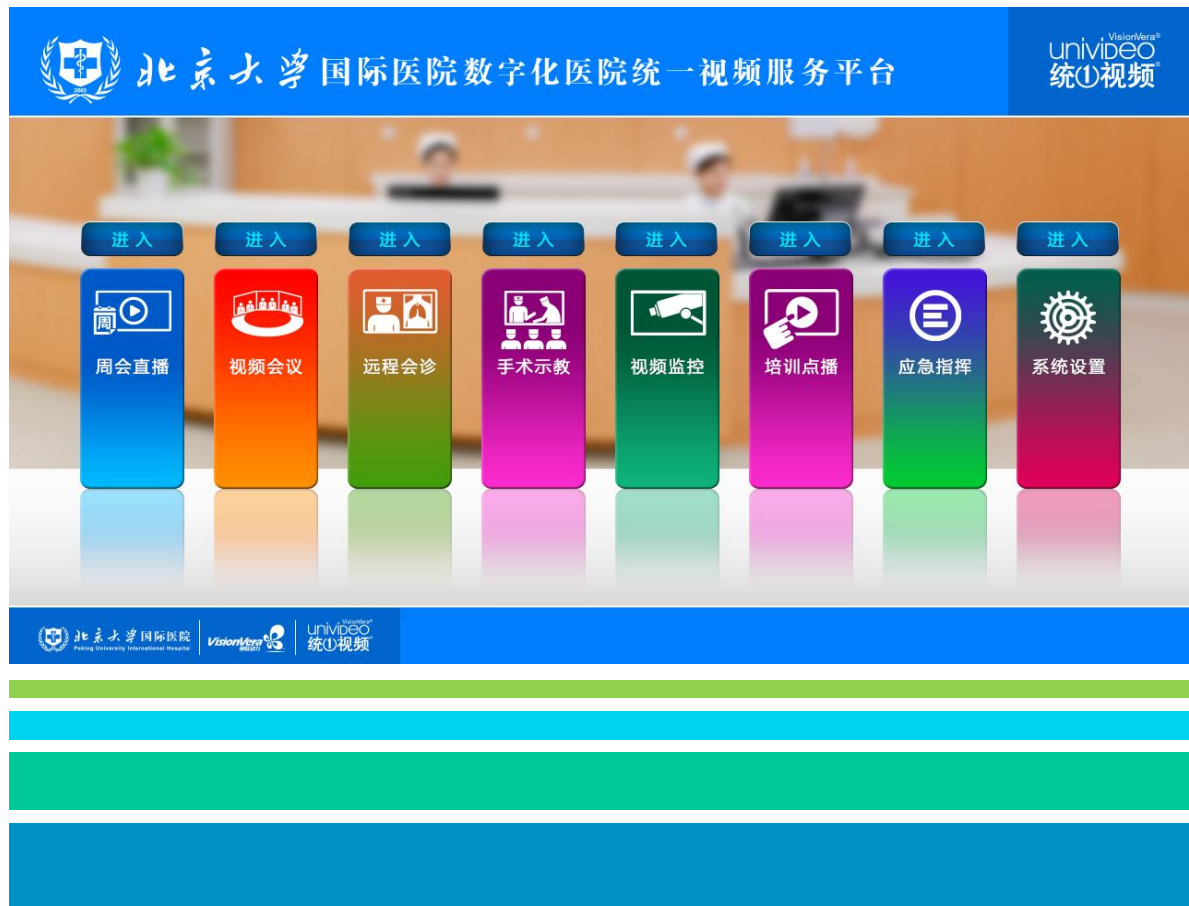 2003
北京大学国际医院数字化医院统一视频服务平台
VisionVera®
univiDeo
统①视频®
进入
进入
进入
进入
进入
进入
进入
进入
周
周会直播
视频会议
远程会诊
手术示教
视频监控
培训点播
应急指挥
系统设置
北京大学国际医院
Peking University International Hospital
VisionVera
视联动力
VisionVera®
univiDeo
统①视频®